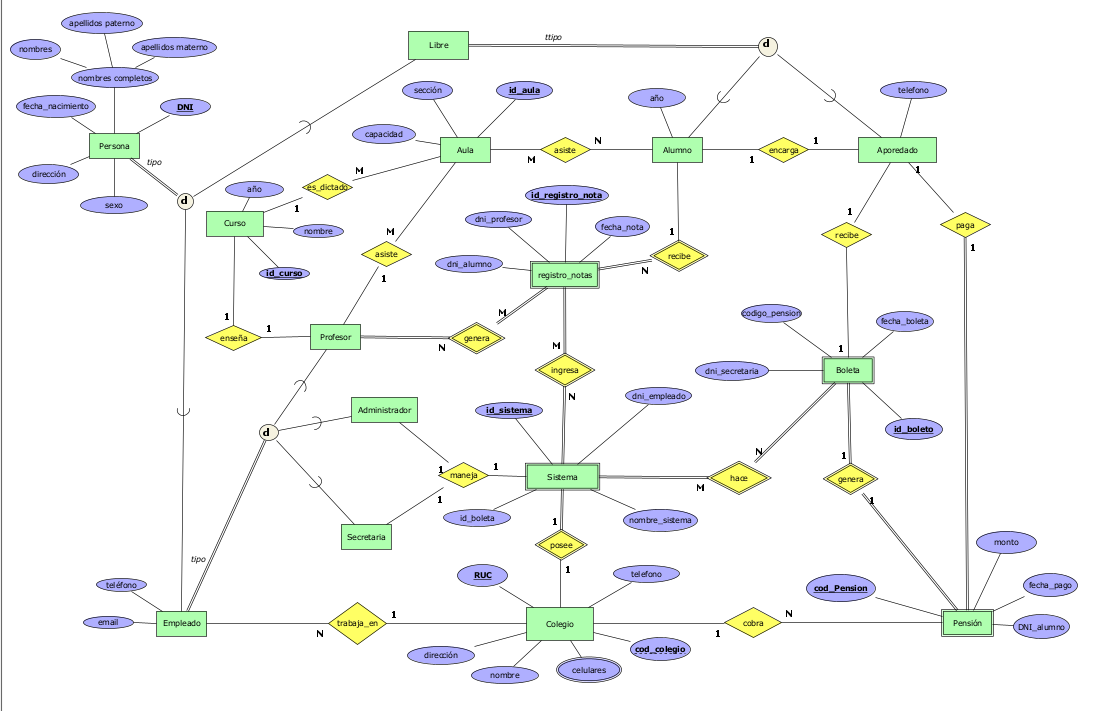 apellidos paterno
nombres
apellidos materno
nombres completos
fecha_nacimiento
DNI
Persona
tipo
dirección
sexo
d
Libre
ttipo
d
sección
id_aula
capacidad
Aula
M
asiste
N
año
Alumno
1
encarga
1
telefono
Aporedado
1
M
es_dictado
1
año
Curso
nombre
id_curso
M
asiste
1
id_registro_nota
dni_profesor
fecha_nota
dni_alumno
registro_notas
1
recibe
N
1
recibe
paga
1
1
enseña
1
Profesor
N
genera
M
M
ingresa
N
codigo_pension
fecha_boleta
1
dni_secretaria
Boleta
id_boleto
d
Administrador
id_sistema
dni_empleado
1
maneja
1
1
Sistema
M
hace
N
1
genera
1
id_boleta
nombre_sistema
Secretaria
1
posee
1
tipo
teléfono
email
Empleado
N
trabaja_en
1
RUC
telefono
Colegio
dirección
nombre
celulares
cod_colegio
1
cobra
N
monto
cod_Pension
fecha_pago
Pensión
DNI_alumno